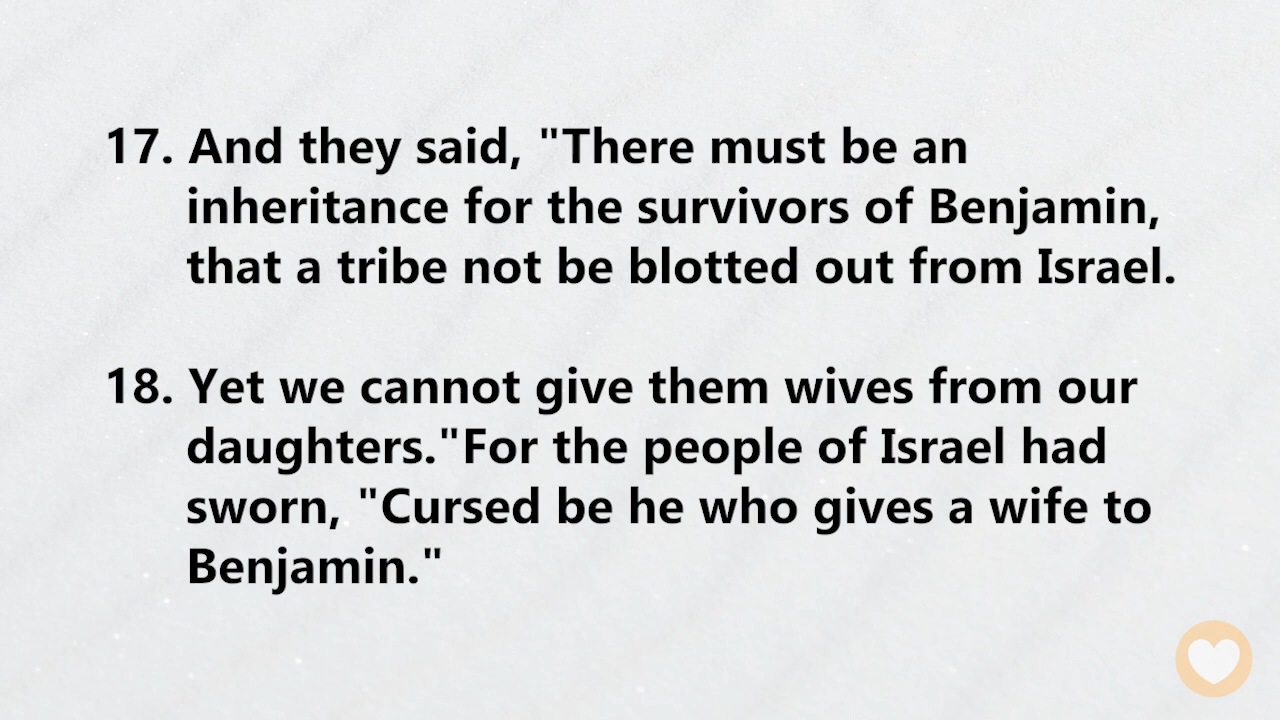 17. And they said, "There must be an
inheritance for the survivors of Benjamin,
that a tribe not be blotted out from Israel.
18. Yet we cannot give them wives from our
daughters."For the people of Israel had
sworn, "Cursed be he who gives a wife to
Benjamin."